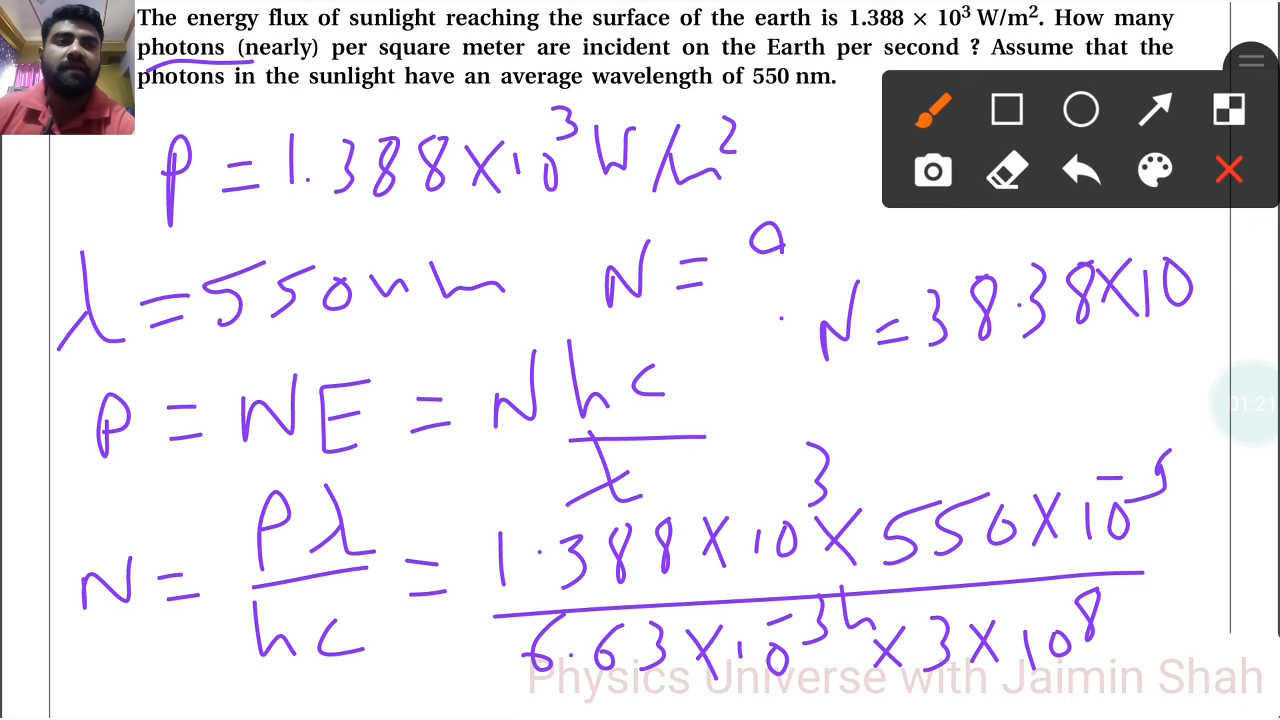 The energy flux of sunlight reaching the surface of the earth is 1.388 × 10³ W/m². How many
photons (nearly) per square meter are incident on the Earth per second ? Assume that the
photons in the sunlight have an average wavelength of 550 nm.
P = 1.388 × 10³ W/m²
λ = 550 nm N = ?
N = 38.38 × 10
P = NE = Nhc/λ
N = Pλ/hc = 1.388 × 10³ × 550 × 10⁻⁹ / 6.63 × 10⁻³⁴ × 3 × 10⁸
01:21
Physics Universe with Jaimin Shah